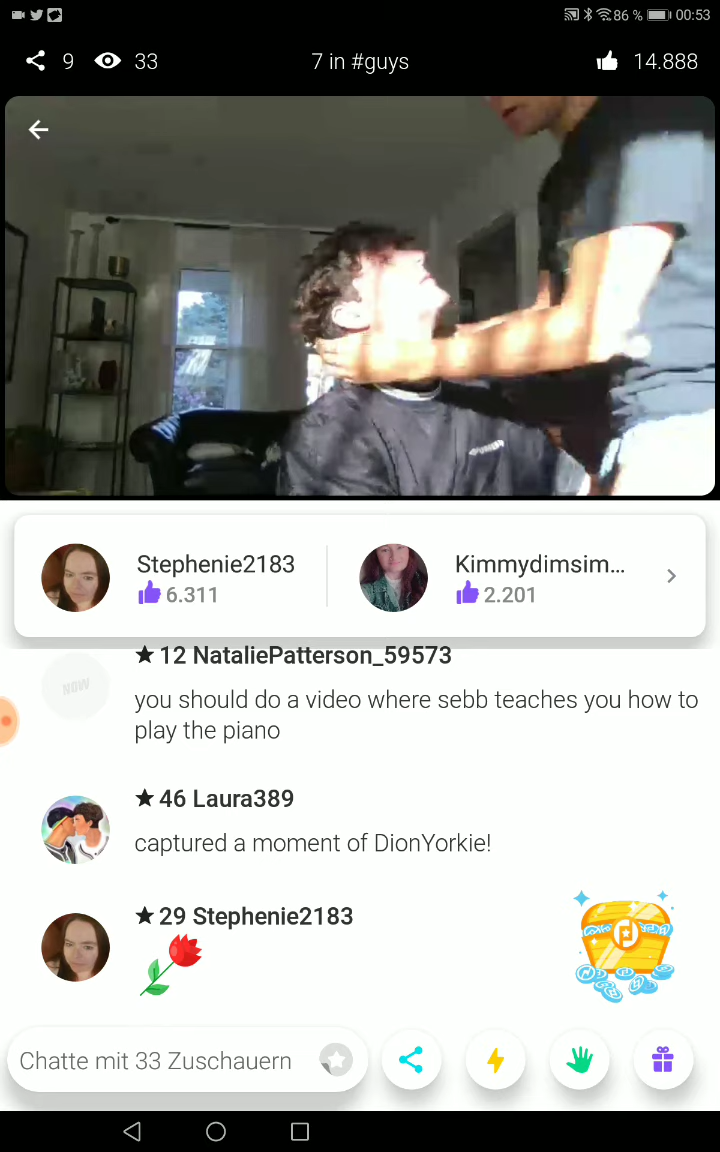 86 % 00:53
9 33 7 in #guys 14.888
Stephenie2183
6.311
Kimmydimsim...
2.201
★ 12 NataliePatterson_59573
NOW
you should do a video where sebb teaches you how to
play the piano
★ 46 Laura389
captured a moment of DionYorkie!
★ 29 Stephenie2183
Chatte mit 33 Zuschauern